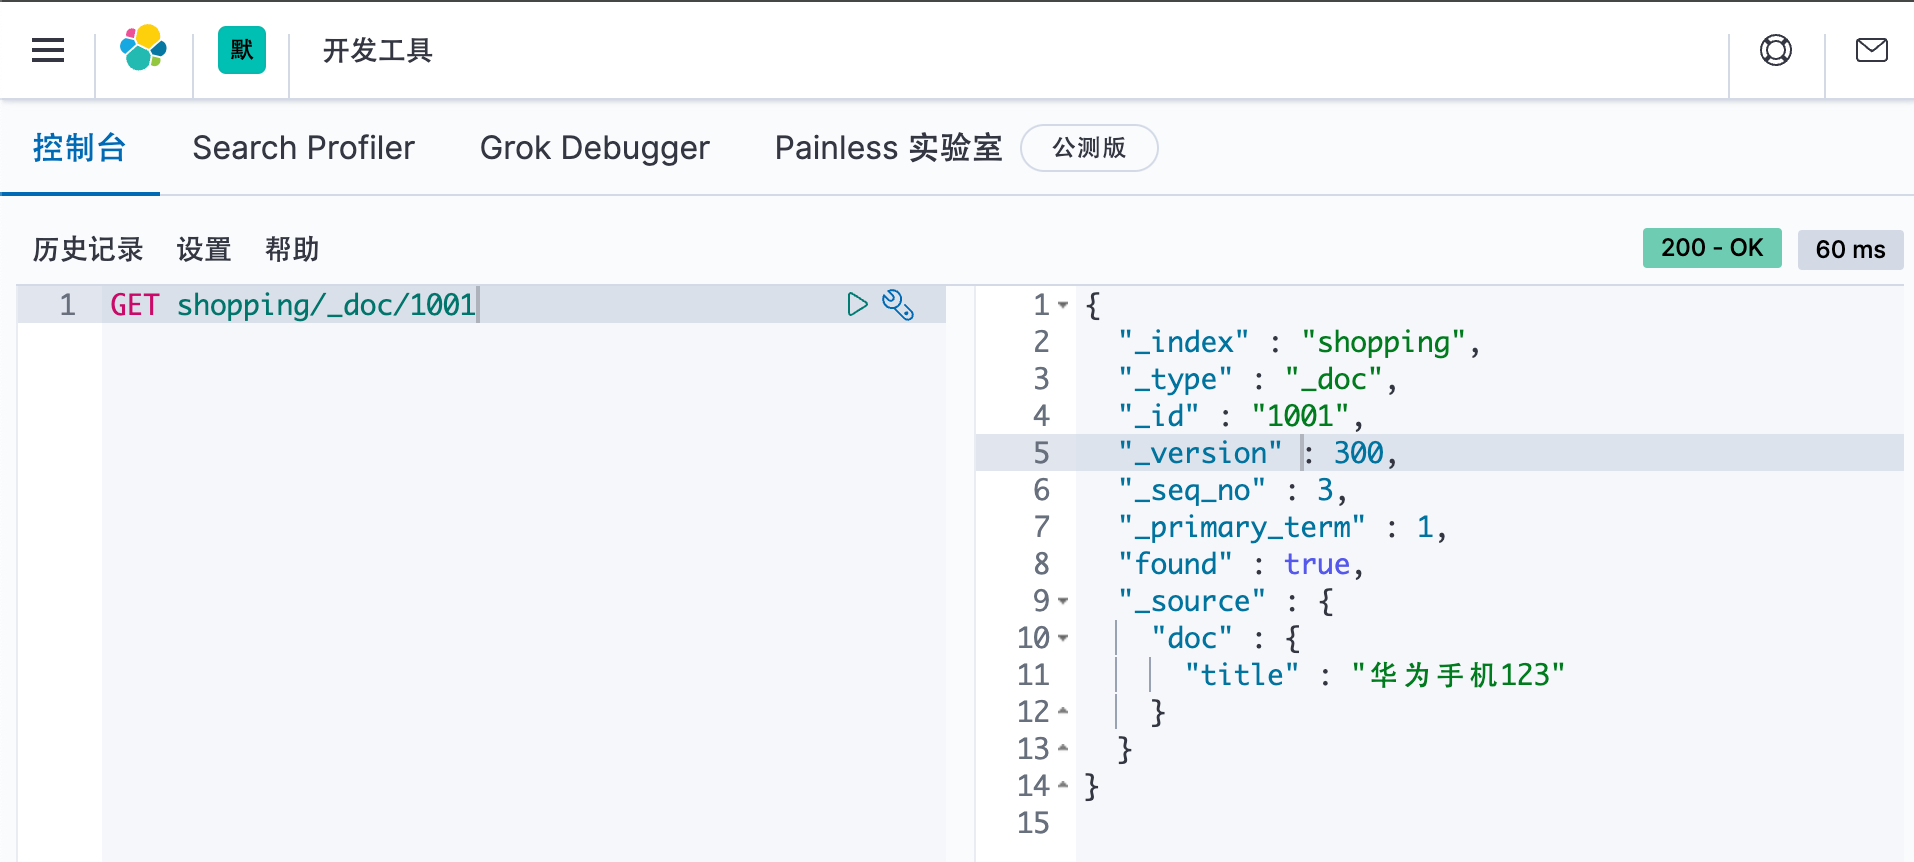 默 开发工具
控制台 Search Profiler Grok Debugger Painless 实验室 公测版
历史记录 设置 帮助 200 - OK 60 ms
1 GET shopping/_doc/1001
1 {
2 "_index" : "shopping",
3 "_type" : "_doc",
4 "_id" : "1001",
5 "_version" : 300,
6 "_seq_no" : 3,
7 "_primary_term" : 1,
8 "found" : true,
9 "_source" : {
10 "doc" : {
11 "title" : "华为手机123"
12 }
13 }
14 }
15